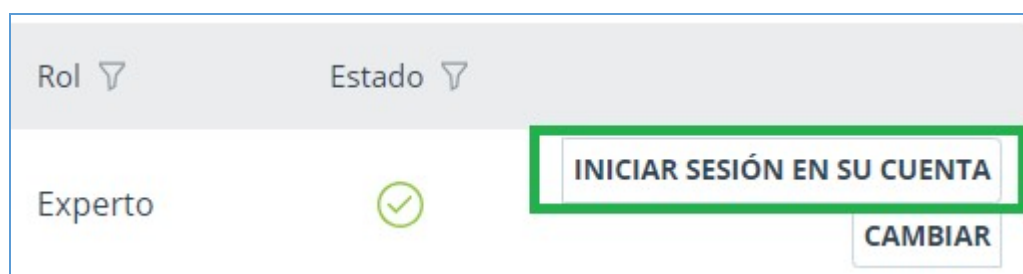 Rol Estado
INICIAR SESIÓN EN SU CUENTA
Experto
CAMBIAR